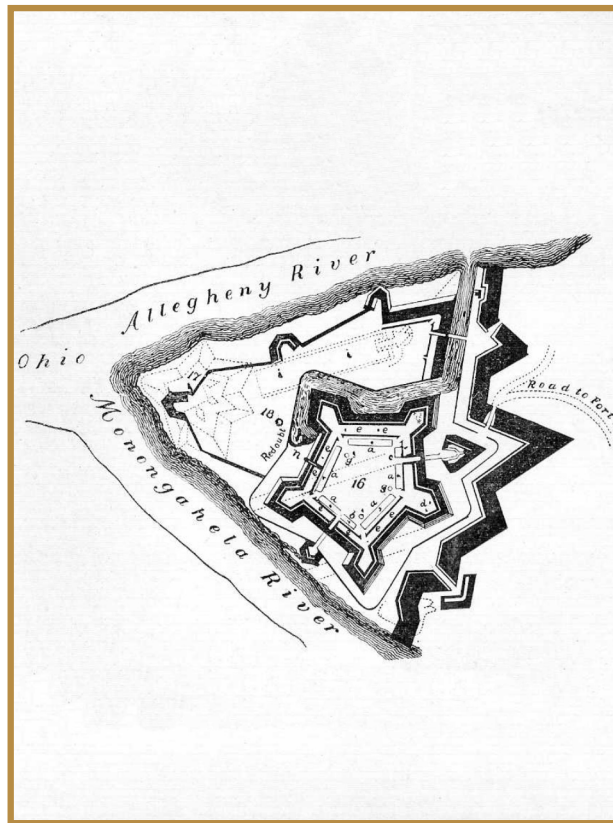 Allegheny River
Ohio
Monongahela River
Road to Fort
18
Redoubt
n
16
a
a
a
a
a
e
e
e
e
e
g
g
d
b
i
i